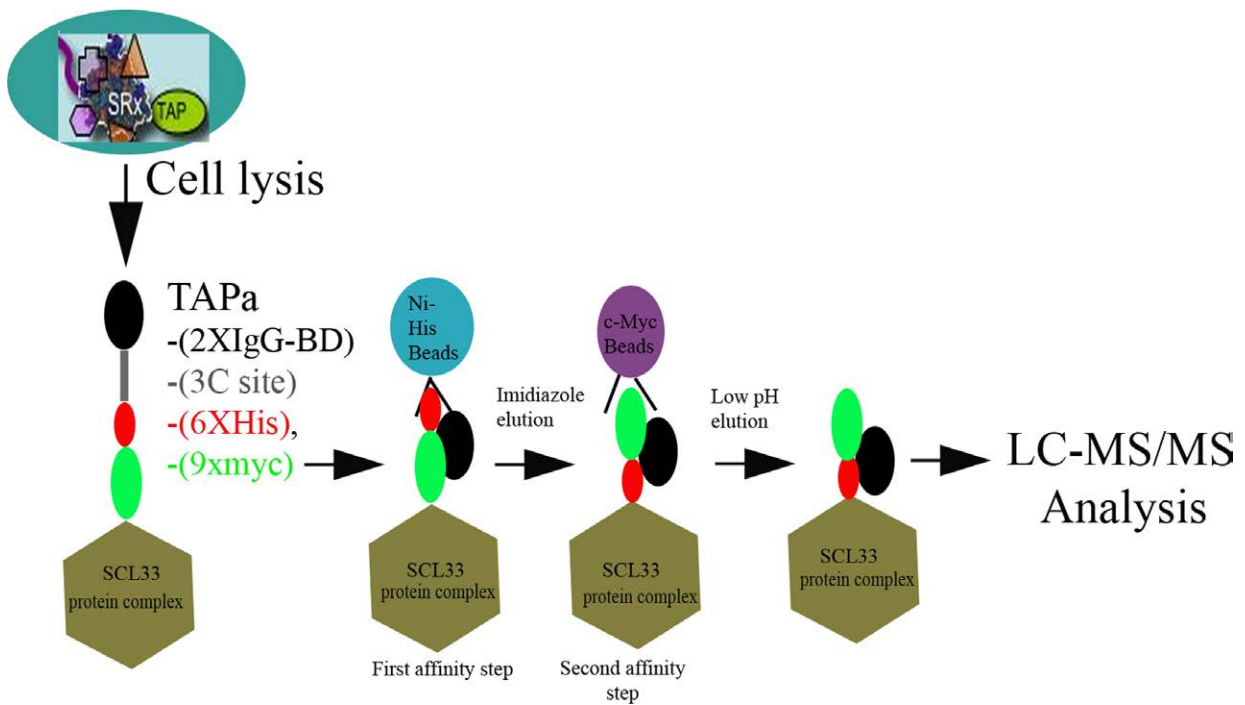 SRx
TAP
Cell lysis
TAPa
-(2XIgG-BD)
-(3C site)
-(6XHis),
-(9xmyc)
SCL33
protein complex
Ni-
His
Beads
SCL33
protein complex
First affinity step
Imidiazole
elution
c-Myc
Beads
SCL33
protein complex
Second affinity
step
Low pH
elution
SCL33
protein complex
LC-MS/MS
Analysis